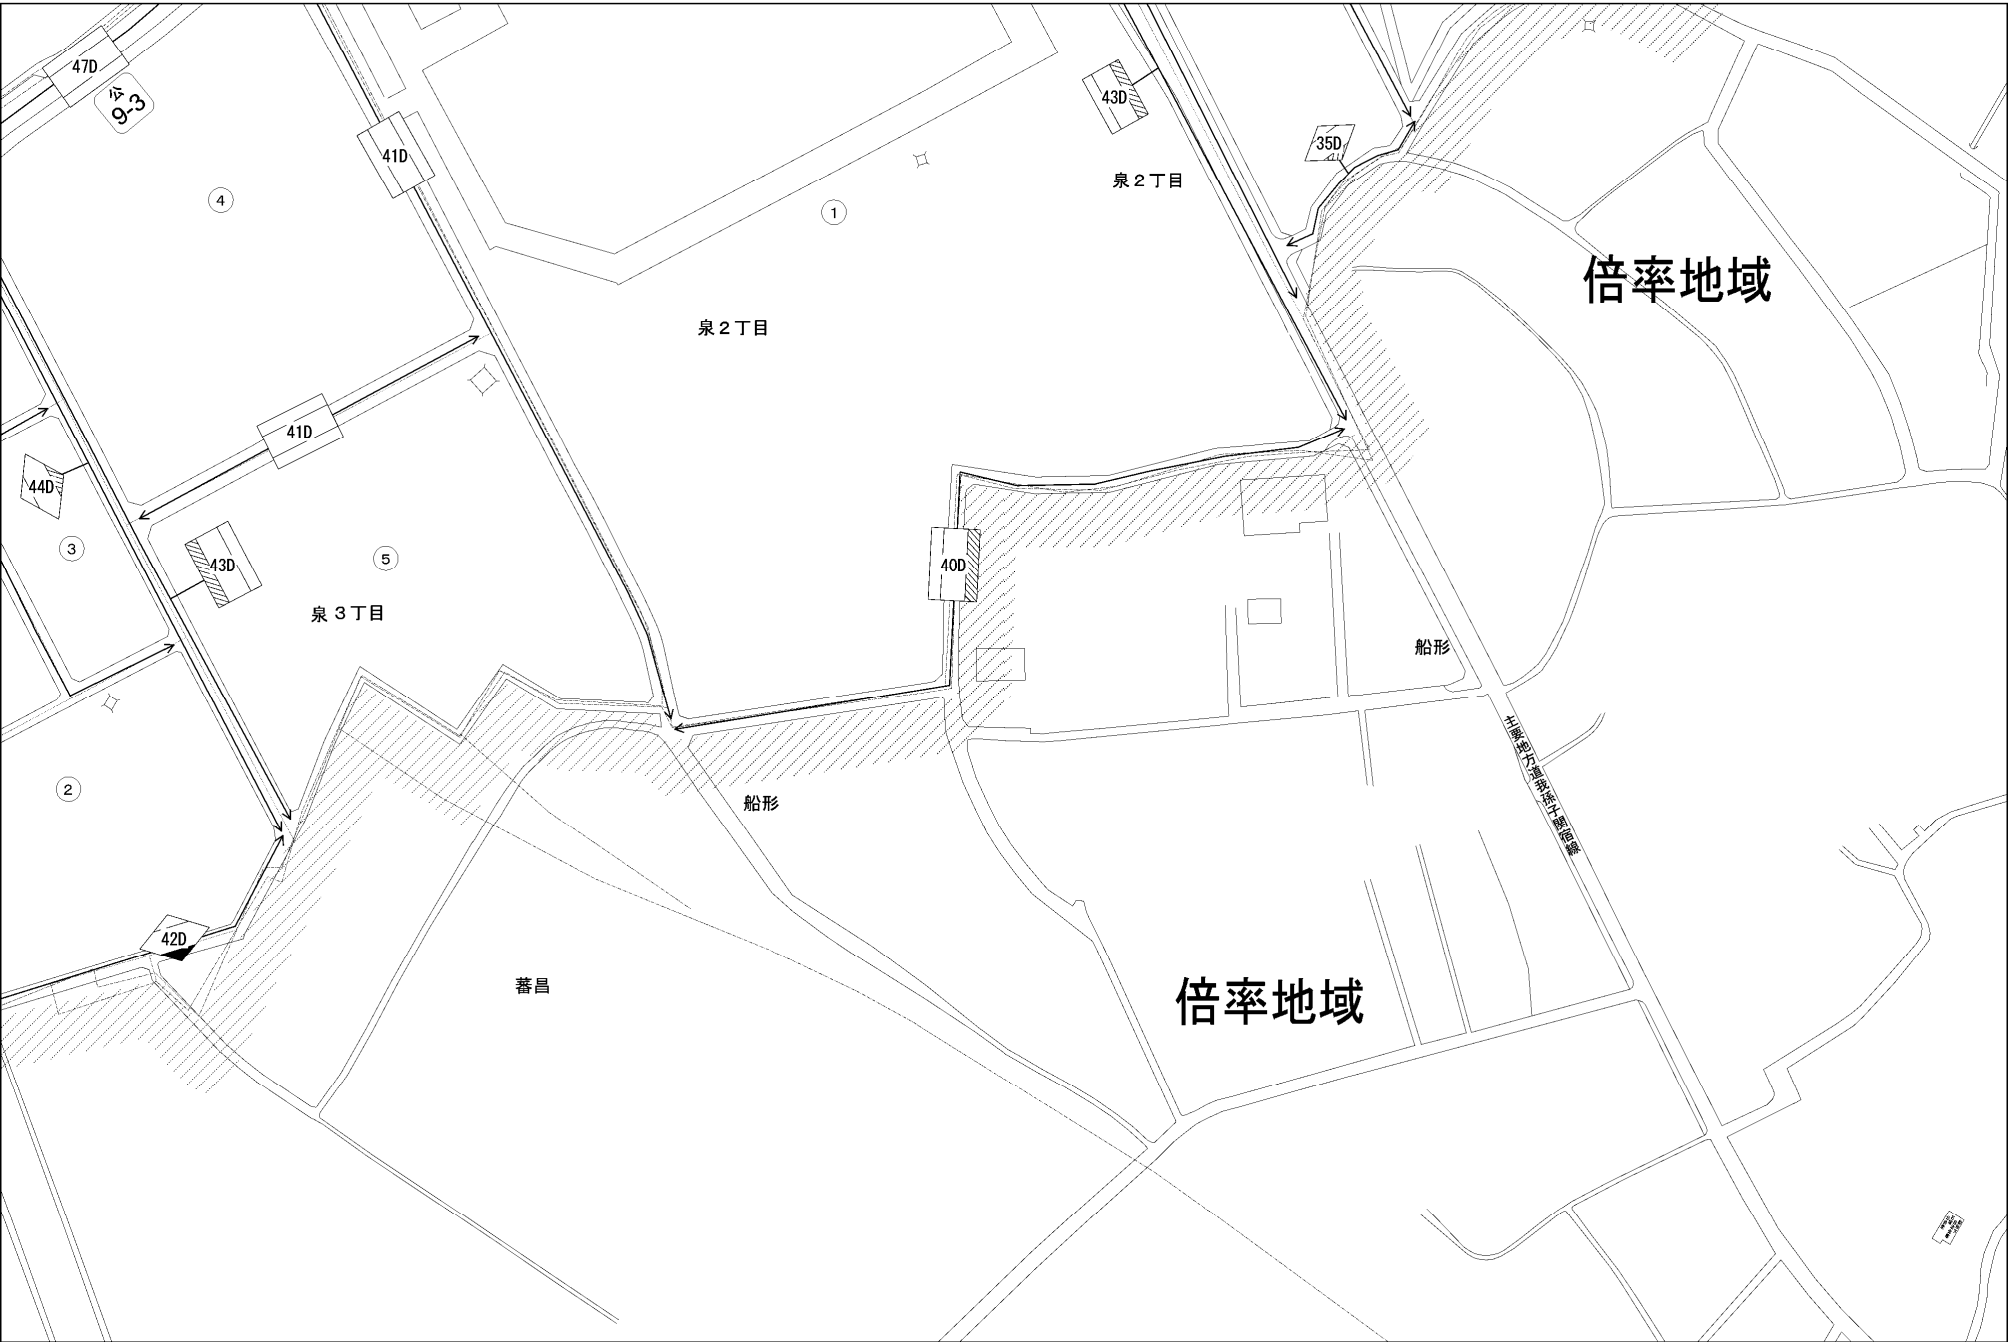 47D
公
9-3
43D
35D
41D
泉２丁目
④
①
倍率地域
泉２丁目
41D
44D
③
43D
⑤
40D
泉３丁目
船形
主要地方道我孫子関宿線
②
船形
42D
蕃昌
倍率地域